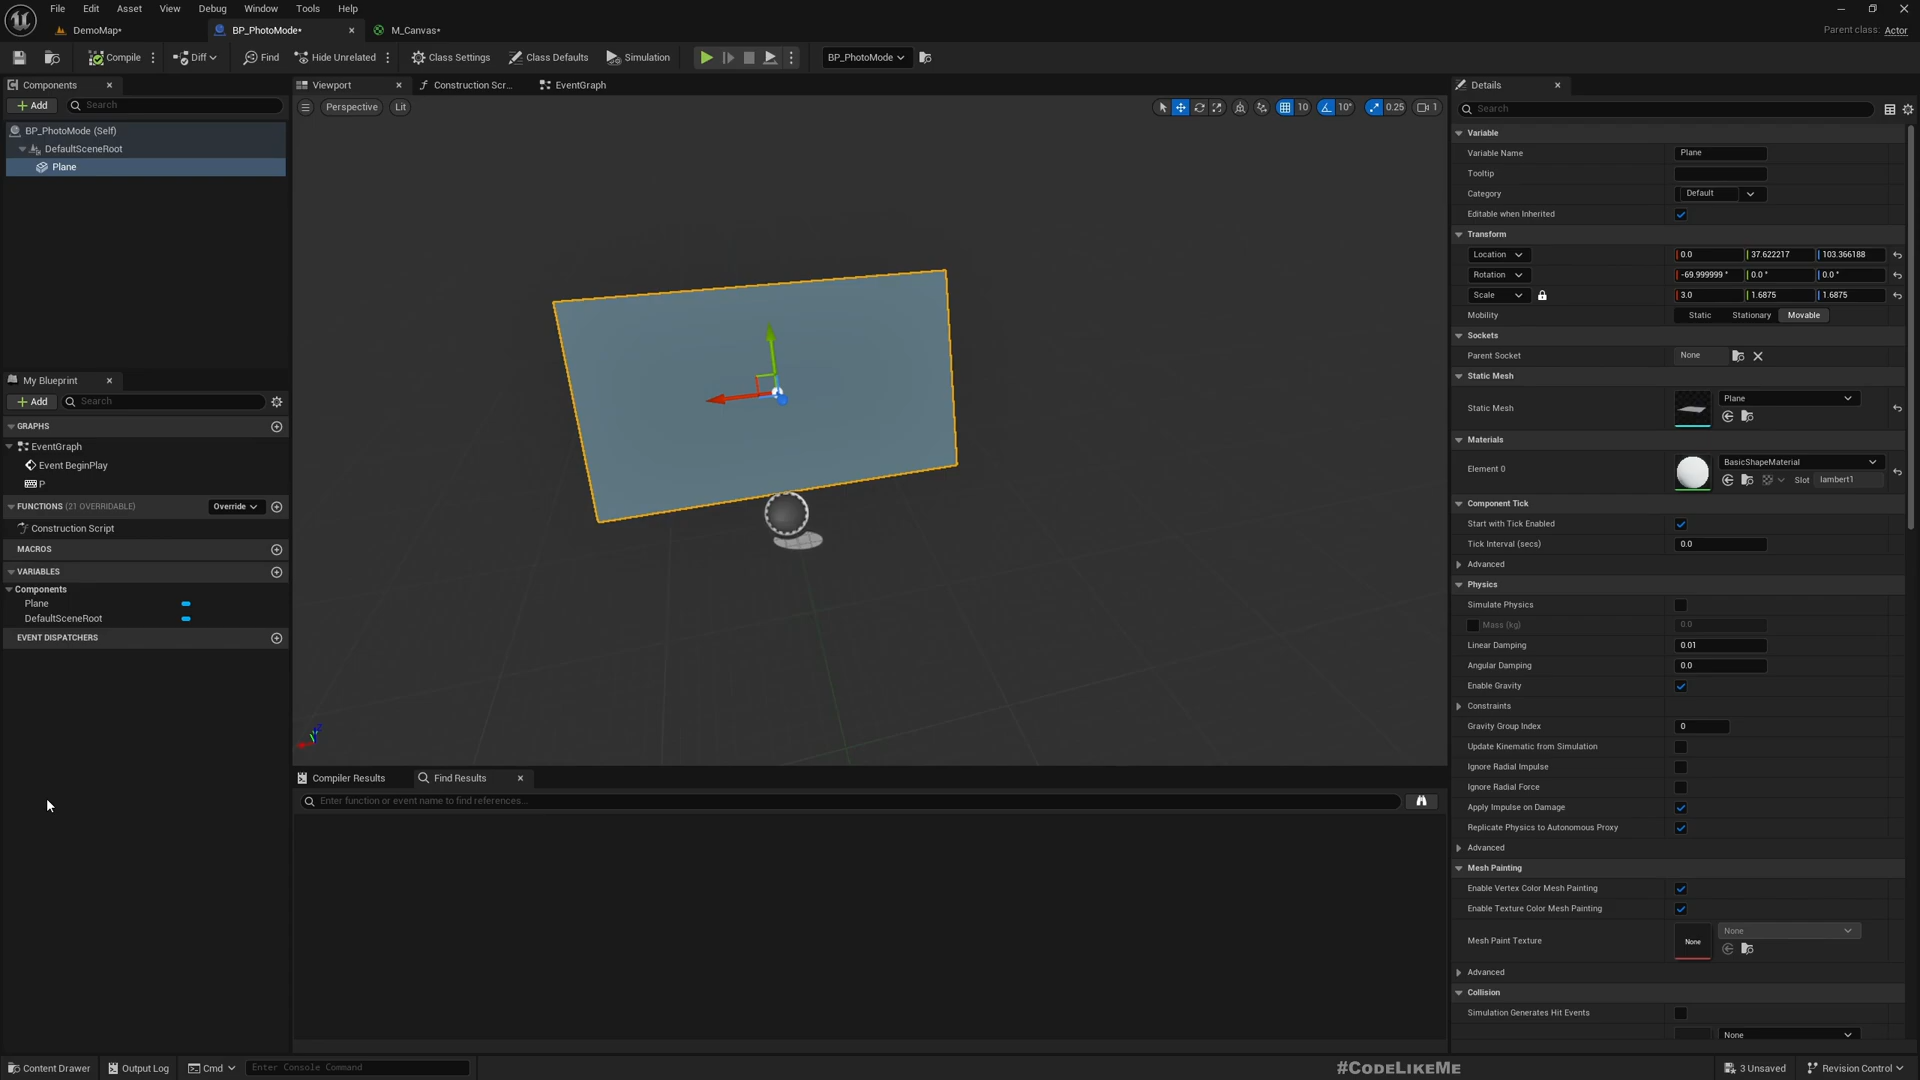 File Edit Asset View Debug Window Tools Help
DemoMap* BP_PhotoMode* M_Canvas*
Parent class: Actor
Compile Diff Find Hide Unrelated Class Settings Class Defaults Simulation BP_PhotoMode
Components
Add Search
BP_PhotoMode (Self)
DefaultSceneRoot
Plane
My Blueprint
Add Search
GRAPHS
EventGraph
Event BeginPlay
P
FUNCTIONS (21 OVERRIDABLE) Override
Construction Script
MACROS
VARIABLES
Components
Plane
DefaultSceneRoot
EVENT DISPATCHERS
Viewport Construction Scr... EventGraph
Perspective Lit 10 10° 0.25 1
Compiler Results Find Results
Enter function or event name to find references...
Details
Search
Variable
Variable Name Plane
Tooltip
Category Default
Editable when Inherited
Transform
Location 0.0 37.622217 103.366188
Rotation -69.999999 ° 0.0 ° 0.0 °
Scale 3.0 1.6875 1.6875
Mobility Static Stationary Movable
Sockets
Parent Socket None
Static Mesh
Static Mesh Plane
Materials
Element 0 BasicShapeMaterial
Slot lambert1
Component Tick
Start with Tick Enabled
Tick Interval (secs) 0.0
Advanced
Physics
Simulate Physics
Mass (kg) 0.0
Linear Damping 0.01
Angular Damping 0.0
Enable Gravity
Constraints
Gravity Group Index 0
Update Kinematic from Simulation
Ignore Radial Impulse
Ignore Radial Force
Apply Impulse on Damage
Replicate Physics to Autonomous Proxy
Advanced
Mesh Painting
Enable Vertex Color Mesh Painting
Enable Texture Color Mesh Painting
Mesh Paint Texture None None
Advanced
Collision
Simulation Generates Hit Events
None
Content Drawer Output Log Cmd Enter Console Command #CODELIKEME 3 Unsaved Revision Control